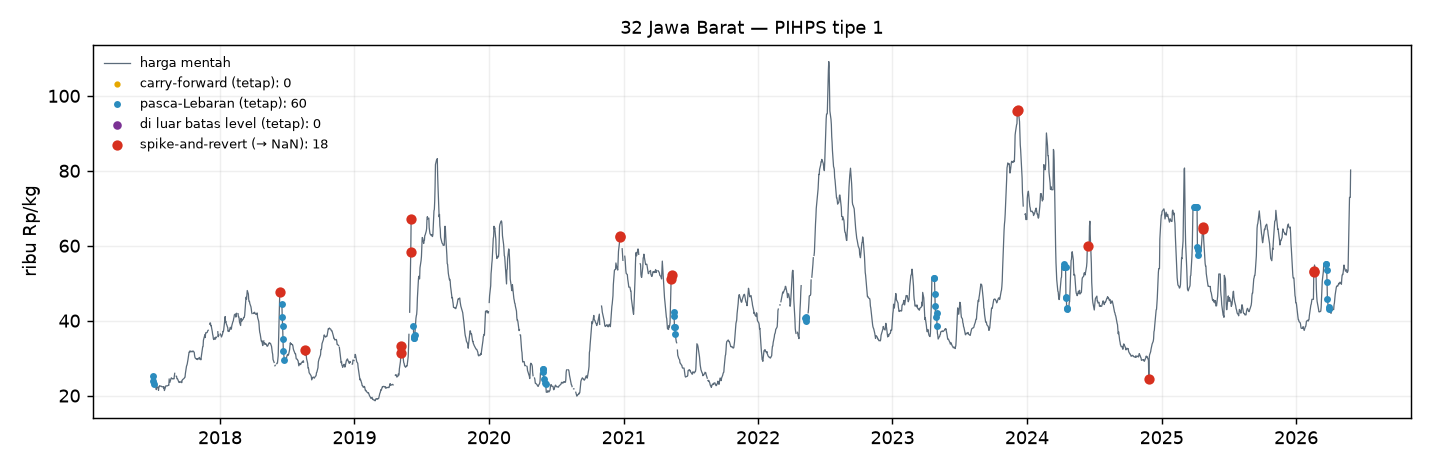 32 Jawa Barat — PIHPS tipe 1
harga mentah
carry-forward (tetap): 0
pasca-Lebaran (tetap): 60
di luar batas level (tetap): 0
spike-and-revert (→ NaN): 18
ribu Rp/kg
100
80
60
40
20
2018 2019 2020 2021 2022 2023 2024 2025 2026